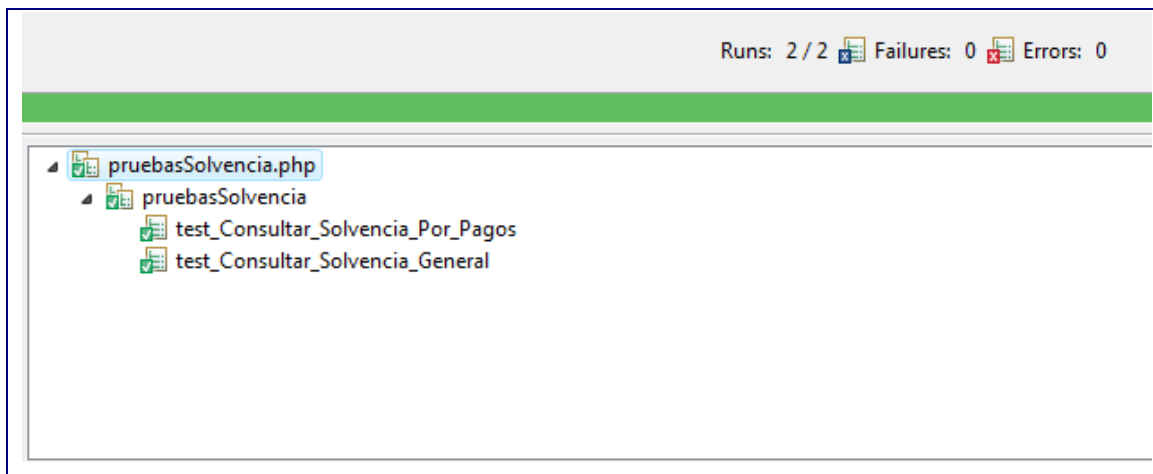 Runs: 2 / 2 Failures: 0 Errors: 0
pruebasSolvencia.php
pruebasSolvencia
test_Consultar_Solvencia_Por_Pagos
test_Consultar_Solvencia_General